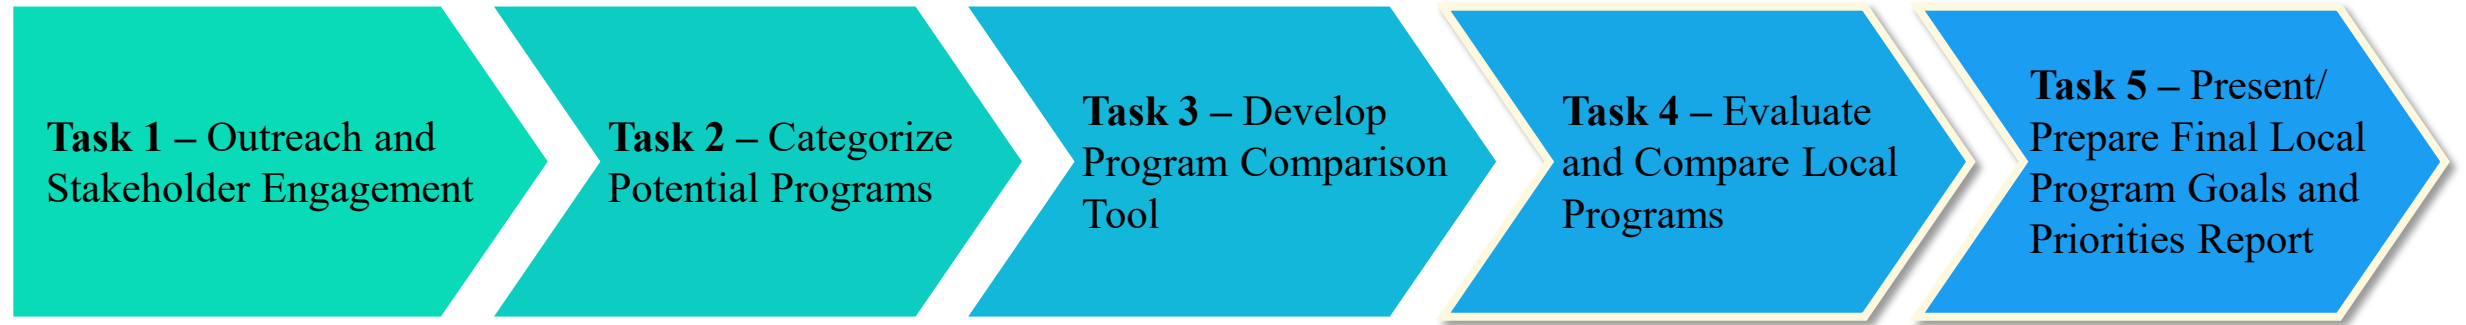 Task 1 – Outreach and
Stakeholder Engagement
Task 2 – Categorize
Potential Programs
Task 3 – Develop
Program Comparison
Tool
Task 4 – Evaluate
and Compare Local
Programs
Task 5 – Present/
Prepare Final Local
Program Goals and
Priorities Report